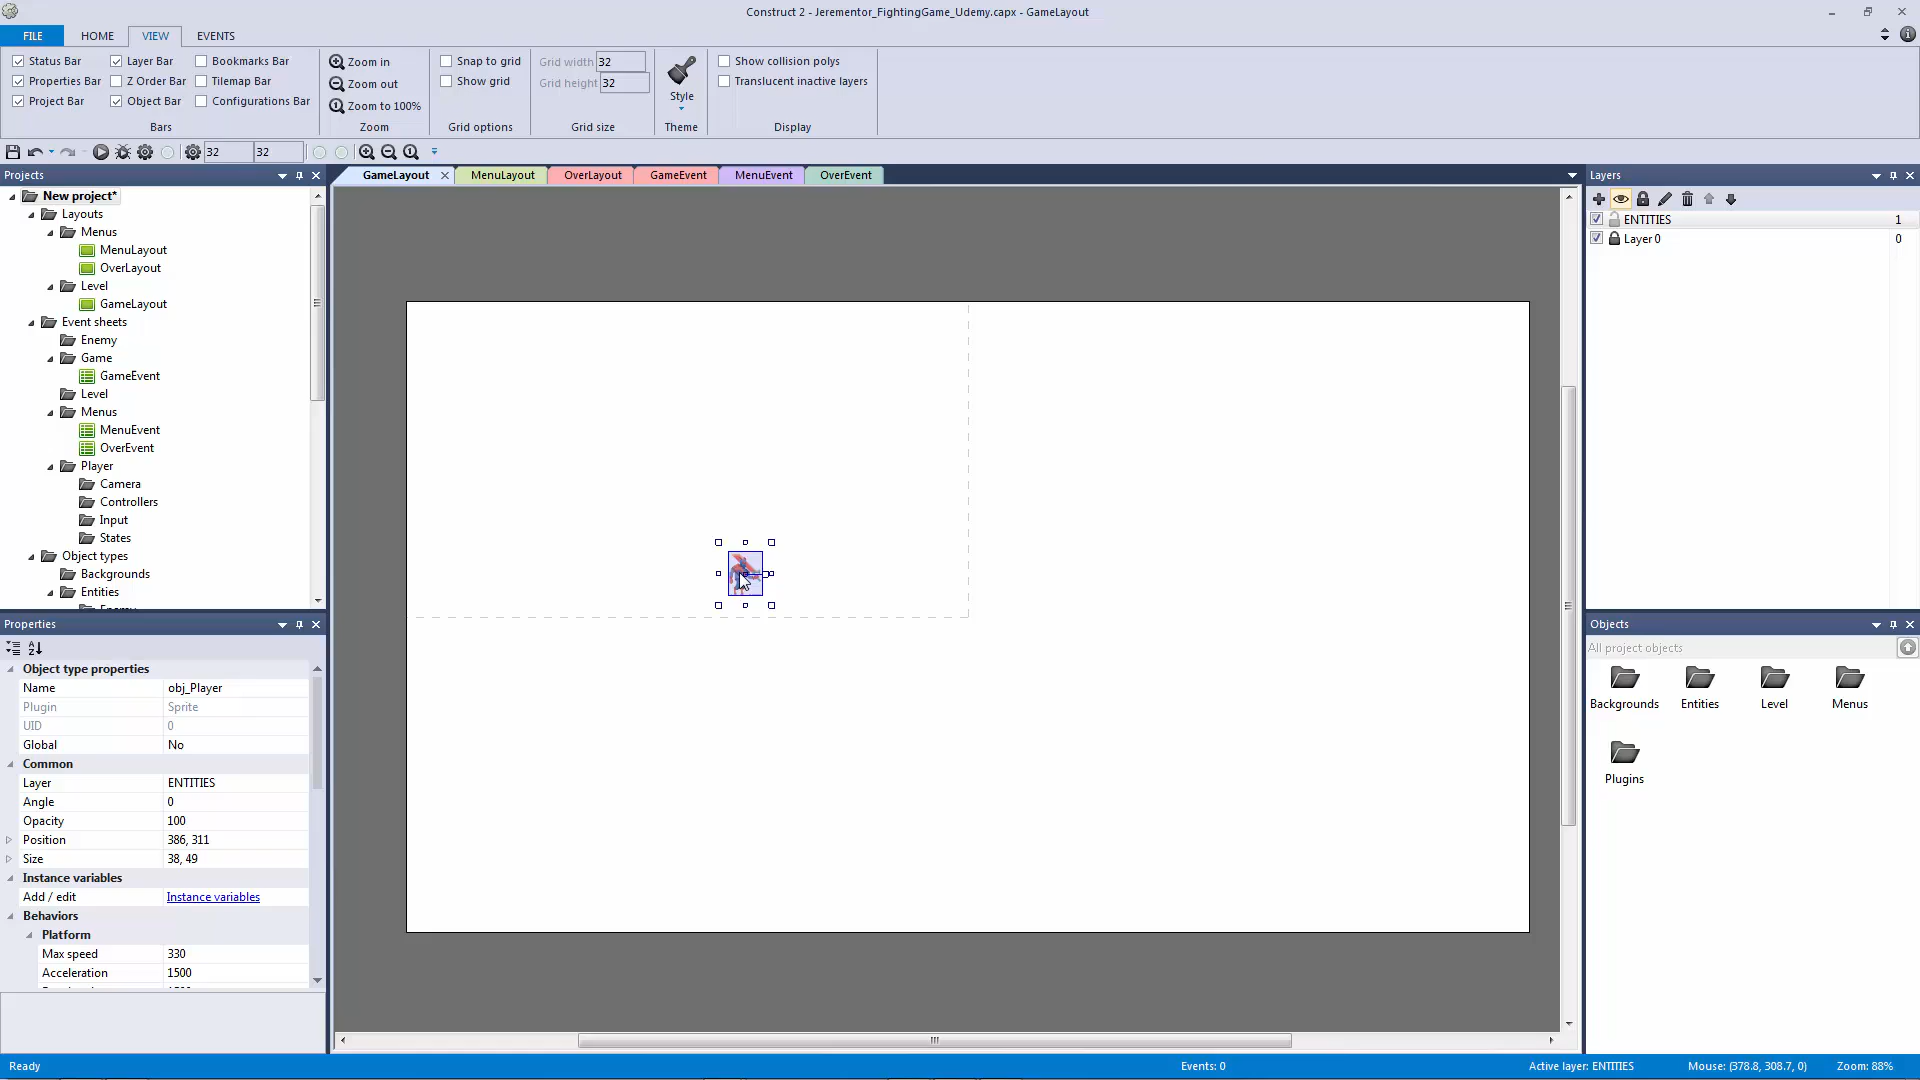 Construct 2 - Jerementor_FightingGame_Udemy.capx - GameLayout
FILE
HOME
VIEW
EVENTS
Status Bar
Layer Bar
Bookmarks Bar
Properties Bar
Z Order Bar
Tilemap Bar
Project Bar
Object Bar
Configurations Bar
Bars
Zoom in
Zoom out
Zoom to 100%
Zoom
Snap to grid
Show grid
Grid options
Grid width 32
Grid height 32
Grid size
Style
Theme
Show collision polys
Translucent inactive layers
Display
32 32
Projects
New project*
Layouts
Menus
MenuLayout
OverLayout
Level
GameLayout
Event sheets
Enemy
Game
GameEvent
Level
Menus
MenuEvent
OverEvent
Player
Camera
Controllers
Input
States
Object types
Backgrounds
Entities
GameLayout
MenuLayout
OverLayout
GameEvent
MenuEvent
OverEvent
Layers
ENTITIES 1
Layer 0 0
Properties
Object type properties
Name obj_Player
Plugin Sprite
UID 0
Global No
Common
Layer ENTITIES
Angle 0
Opacity 100
Position 386, 311
Size 38, 49
Instance variables
Add / edit Instance variables
Behaviors
Platform
Max speed 330
Acceleration 1500
Objects
All project objects
Backgrounds
Entities
Level
Menus
Plugins
Ready
Events: 0
Active layer: ENTITIES
Mouse: (378.8, 308.7, 0)
Zoom: 88%